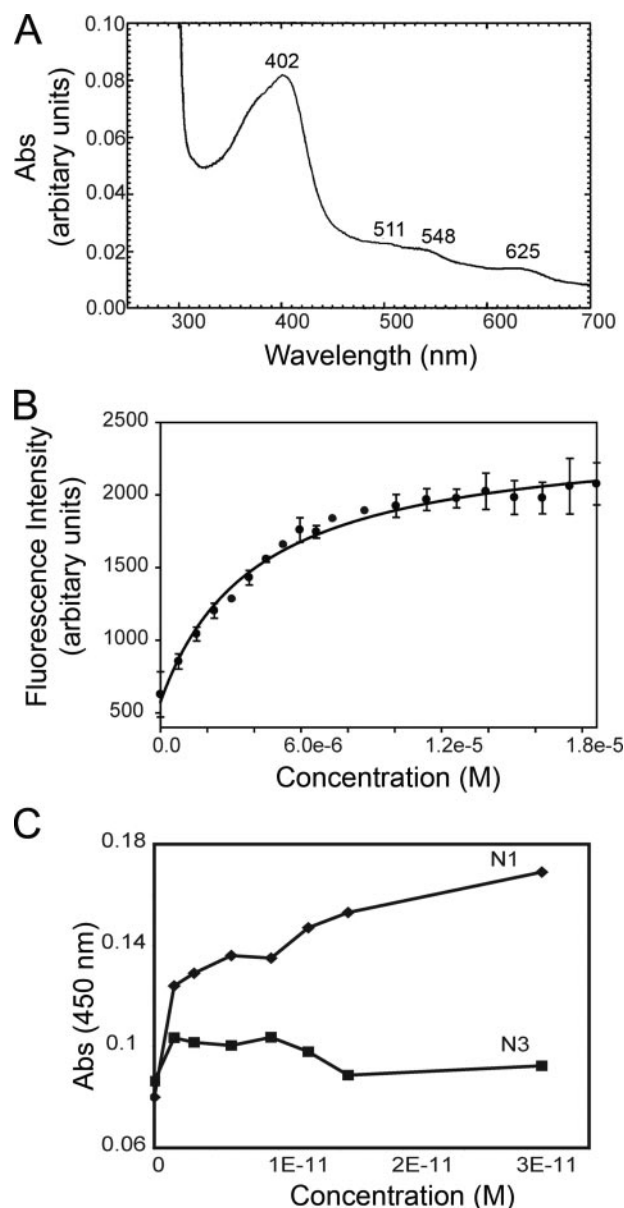 A
0.10
0.08
0.06
0.04
0.02
0.00
402
511
548
625
300
400
500
600
700
Abs
(arbitary units)
Wavelength (nm)
B
2500
2000
1500
1000
500
0.0
6.0e-6
1.2e-5
1.8e-5
Fluorescence Intensity
(arbitary units)
Concentration (M)
C
0.18
0.14
0.1
0.06
N1
N3
0
1E-11
2E-11
3E-11
Abs (450 nm)
Concentration (M)